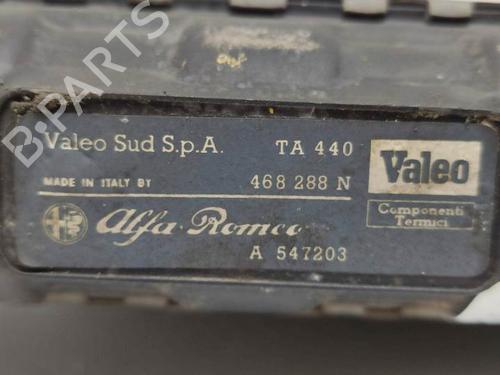 B-PARTS
Valeo Sud S.p.A. TA 440
Valeo
MADE IN ITALY BY 468 288 N
Componenti
Termici
Alfa Romeo
A 547203